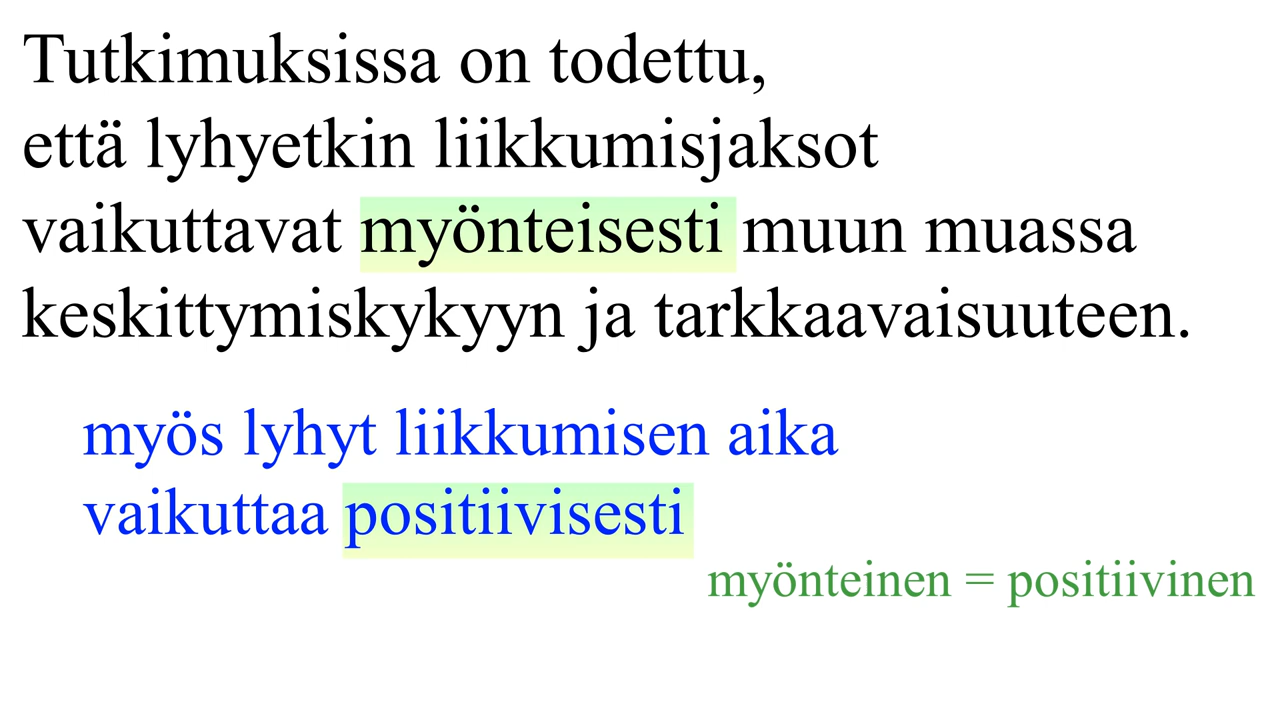 Tutkimuksissa on todettu,
että lyhyetkin liikkumisjaksot
vaikuttavat myönteisesti muun muassa
keskittymiskykyyn ja tarkkaavaisuuteen.
myös lyhyt liikkumisen aika
vaikuttaa positiivisesti
myönteinen = positiivinen